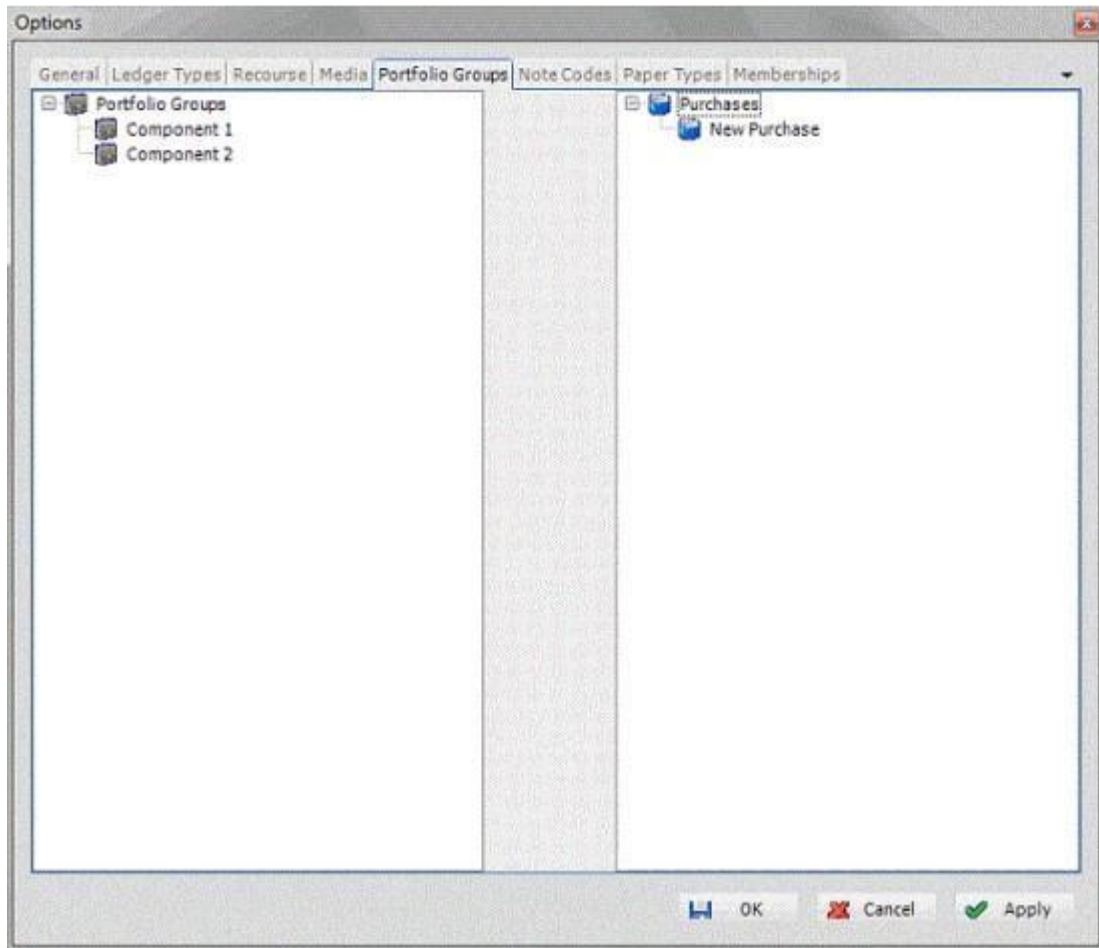 Options
General Ledger Types Recourse Media Portfolio Groups Note Codes Paper Types Memberships
Portfolio Groups
Component 1
Component 2
Purchases
New Purchase
OK Cancel Apply